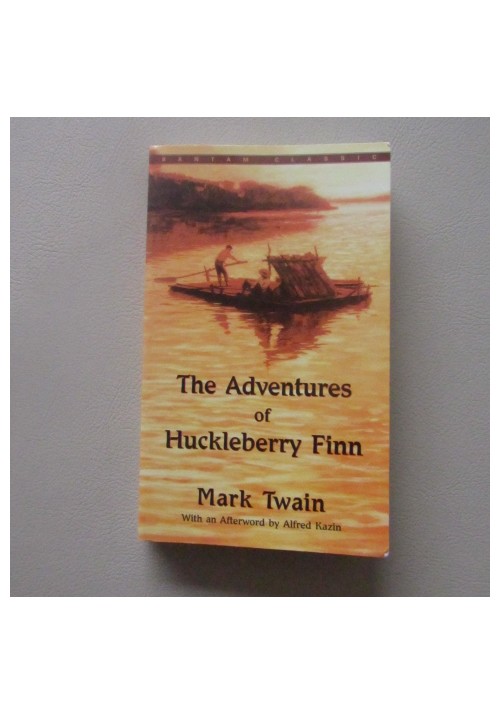 BANTAM CLASSIC
The Adventures
of
Huckleberry Finn
Mark Twain
With an Afterword by Alfred Kazin